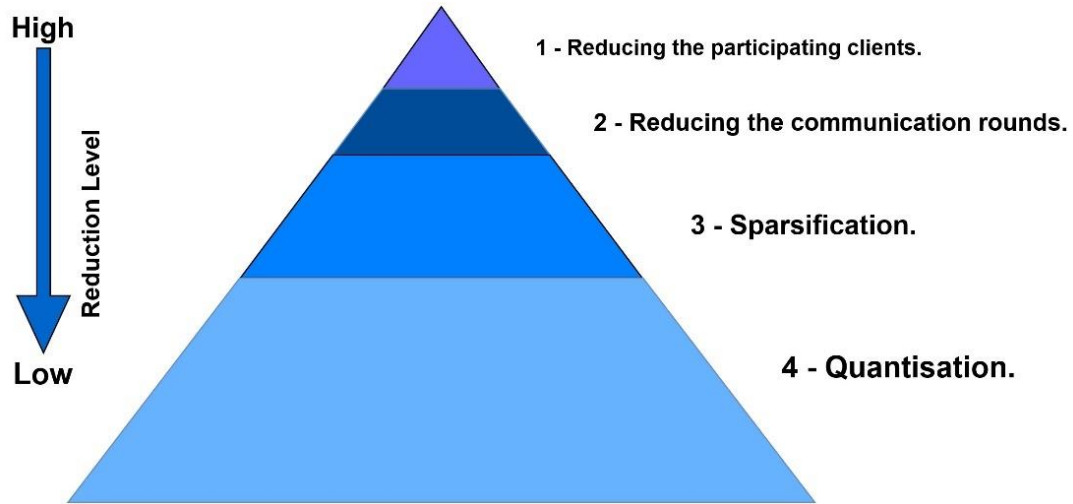 High
1 - Reducing the participating clients.
2 - Reducing the communication rounds.
Reduction Level
3 - Sparsification.
Low
4 - Quantisation.